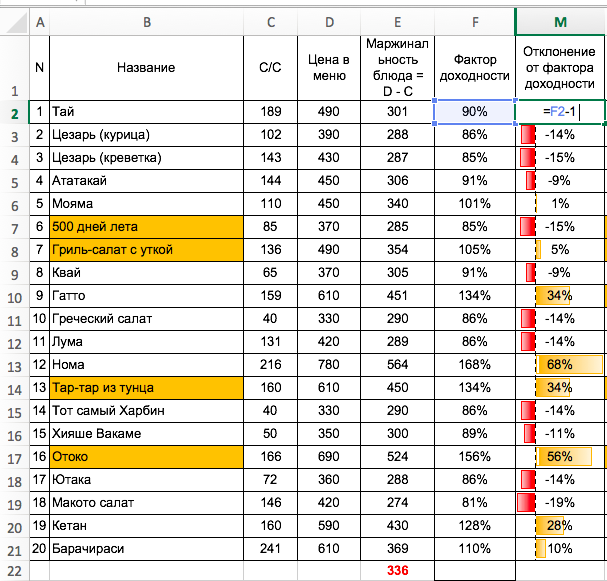 A B C D E F M
1 N Название С/С Цена в меню Маржинал ьность блюда = D - C Фактор доходности Отклонение от фактора доходности
2 1 Тай 189 490 301 90% =F2-1
3 2 Цезарь (курица) 102 390 288 86% -14%
4 3 Цезарь (креветка) 143 430 287 85% -15%
5 4 Ататакай 144 450 306 91% -9%
6 5 Мояма 110 450 340 101% 1%
7 6 500 дней лета 85 370 285 85% -15%
8 7 Гриль-салат с уткой 136 490 354 105% 5%
9 8 Квай 65 370 305 91% -9%
10 9 Гатто 159 610 451 134% 34%
11 10 Греческий салат 40 330 290 86% -14%
12 11 Лума 131 420 289 86% -14%
13 12 Нома 216 780 564 168% 68%
14 13 Тар-тар из тунца 160 610 450 134% 34%
15 14 Тот самый Харбин 40 330 290 86% -14%
16 15 Хияше Вакаме 50 350 300 89% -11%
17 16 Отоко 166 690 524 156% 56%
18 17 Ютака 72 360 288 86% -14%
19 18 Макото салат 146 420 274 81% -19%
20 19 Кетан 160 590 430 128% 28%
21 20 Барачираси 241 610 369 110% 10%
22 336